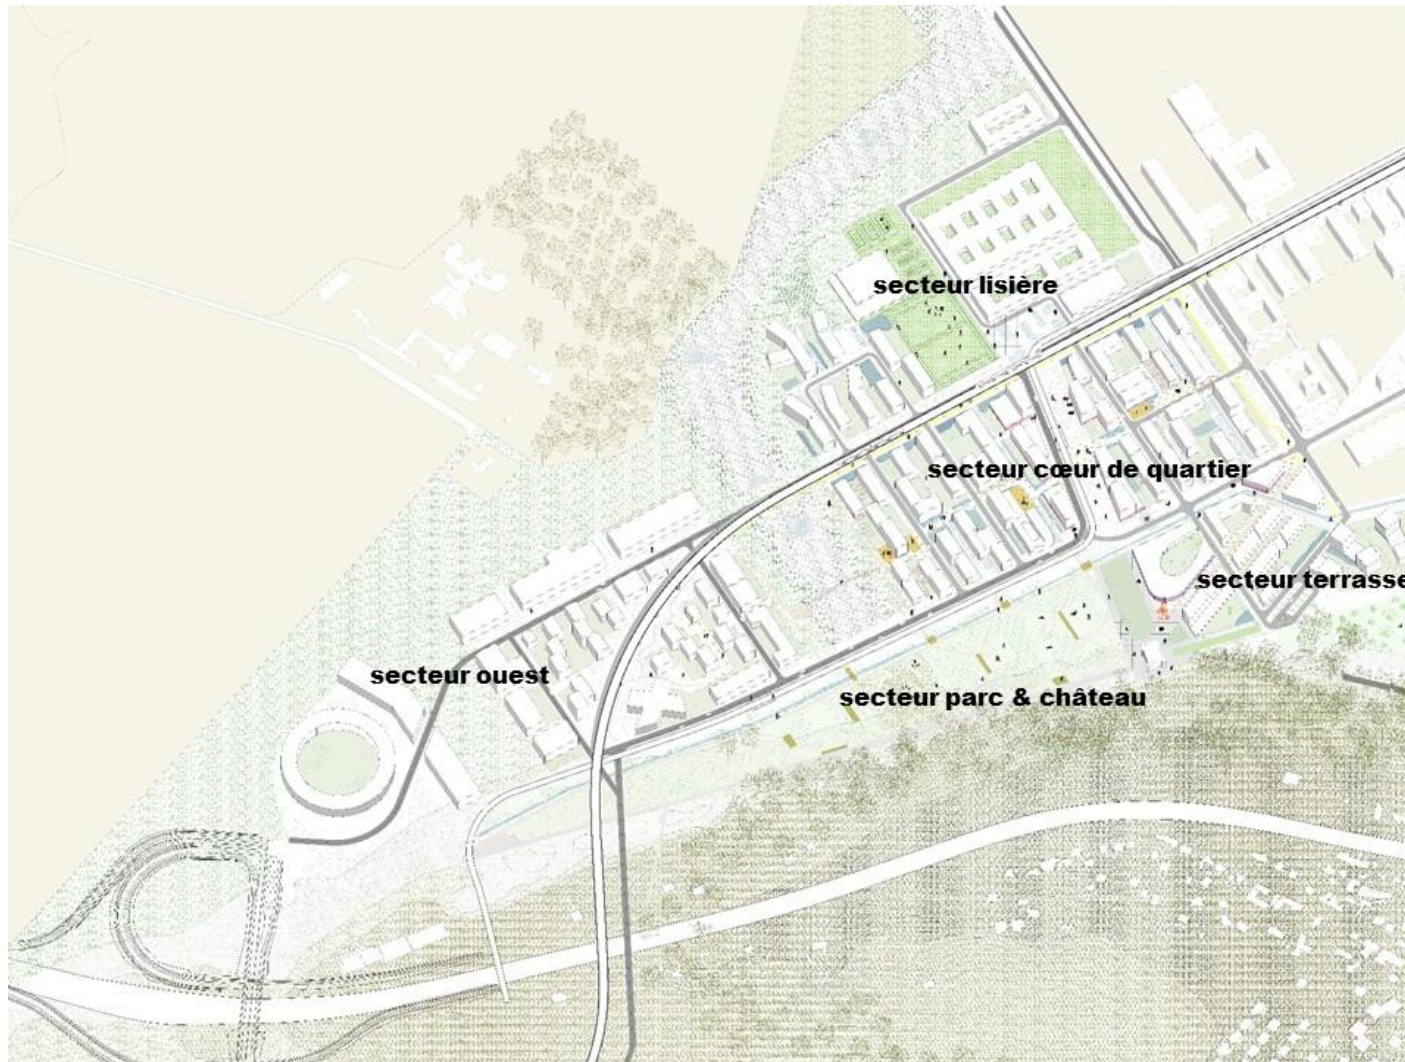 secteur lisière
secteur cœur de quartier
secteur terrasse
secteur ouest
secteur parc & château